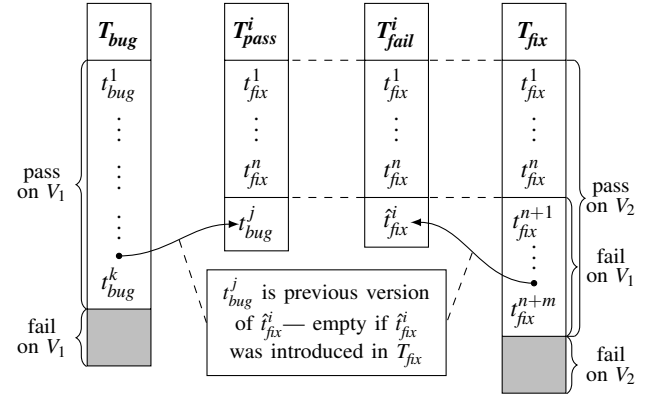 T_bug T^i_pass T^i_fail T_fix
t^1_bug t^1_fix t^1_fix t^1_fix
⋮ ⋮ ⋮ ⋮
pass on V_1
⋮
t^n_fix t^n_fix t^n_fix
pass on V_2
⋮
t^j_bug t̂^i_fix t^{n+1}_fix
⋮
fail on V_1
t^k_bug
t^{n+m}_fix
t^j_bug is previous version
of t̂^i_fix — empty if t̂^i_fix
was introduced in T_fix
fail on V_1
fail on V_2